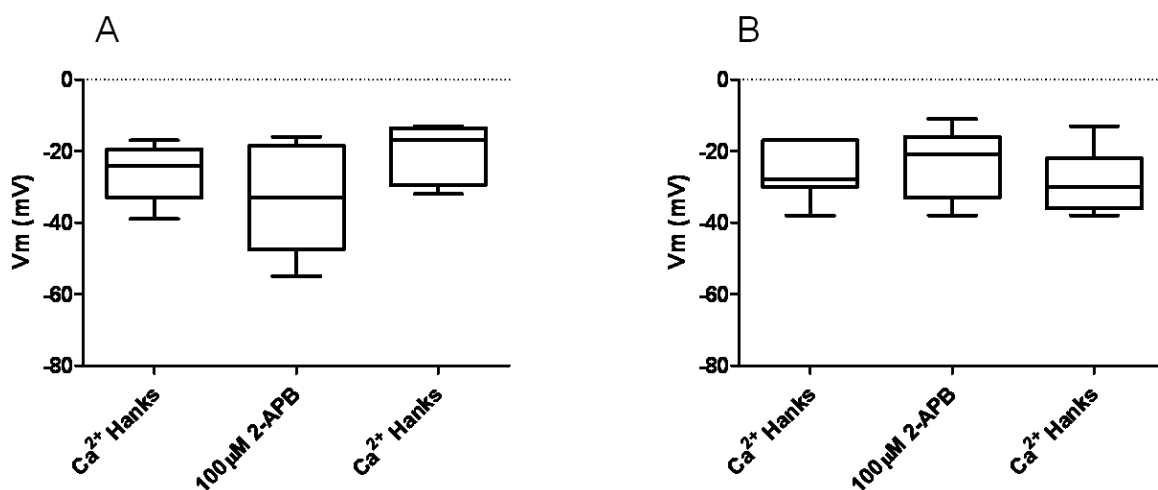 A
0
-20
-40
-60
-80
Vm (mV)
Ca²⁺ Hanks
100µM 2-APB
Ca²⁺ Hanks
B
0
-20
-40
-60
-80
Vm (mV)
Ca²⁺ Hanks
100µM 2-APB
Ca²⁺ Hanks